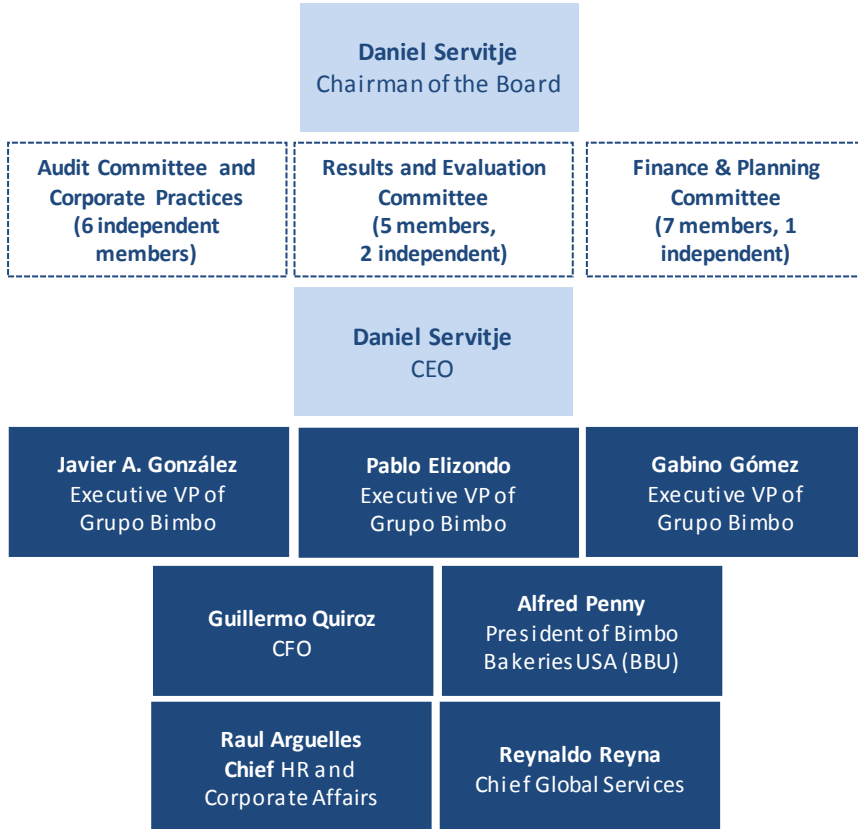 Daniel Servitje
Chairman of the Board
Audit Committee and
Corporate Practices
(6 independent
members)
Results and Evaluation
Committee
(5 members,
2 independent)
Finance & Planning
Committee
(7 members, 1
independent)
Daniel Servitje
CEO
Javier A. González
Executive VP of
Grupo Bimbo
Pablo Elizondo
Executive VP of
Grupo Bimbo
Gabino Gómez
Executive VP of
Grupo Bimbo
Guillermo Quiroz
CFO
Alfred Penny
President of Bimbo
Bakeries USA (BBU)
Raul Arguelles
Chief HR and
Corporate Affairs
Reynaldo Reyna
Chief Global Services